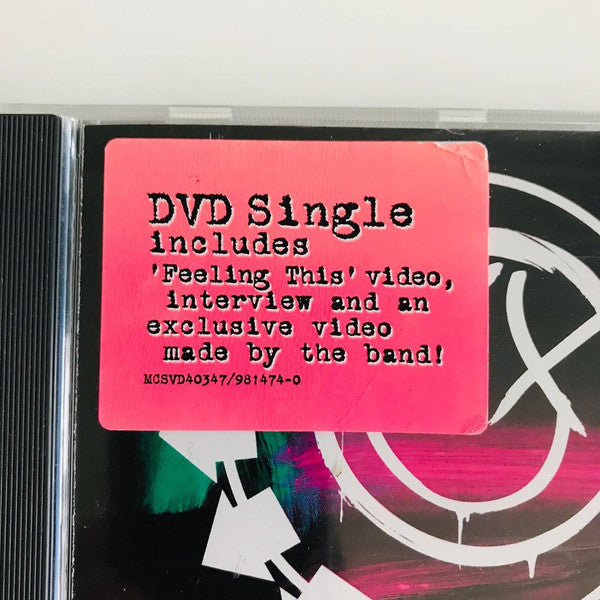 DVD Single
includes
'Feeling This' video,
interview and an
exclusive video
made by the band!
MCSVD40347/981474-0